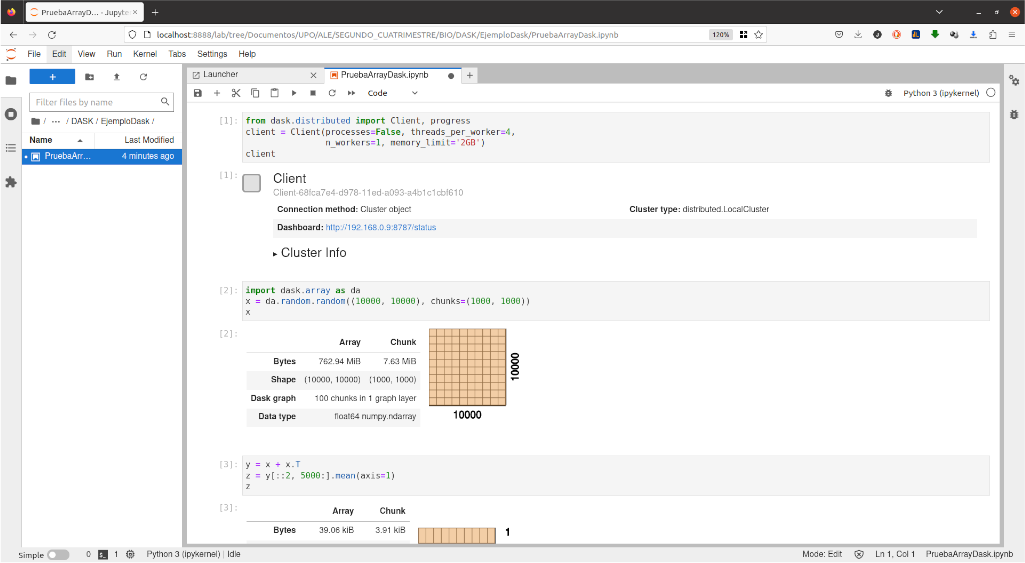 PruebaArrayD... - Jupyte
localhost:8888/lab/tree/Documentos/UPO/ALE/SEGUNDO_CUATRIMESTRE/BIO/DASK/EjemploDask/PruebaArrayDask.ipynb
120%
File Edit View Run Kernel Tabs Settings Help
Filter files by name
/ ··· / DASK / EjemploDask /
Name Last Modified
PruebaArr... 4 minutes ago
Launcher
PruebaArrayDask.ipynb
Code
Python 3 (ipykernel)
[1]: from dask.distributed import Client, progress
client = Client(processes=False, threads_per_worker=4,
n_workers=1, memory_limit='2GB')
client
[1]: Client
Client-68fca7e4-d978-11ed-a093-a4b1c1cbf610
Connection method: Cluster object Cluster type: distributed.LocalCluster
Dashboard: http://192.168.0.9:8787/status
▸ Cluster Info
[2]: import dask.array as da
x = da.random.random((10000, 10000), chunks=(1000, 1000))
x
[2]:
Array Chunk
Bytes 762.94 MiB 7.63 MiB
Shape (10000, 10000) (1000, 1000)
Dask graph 100 chunks in 1 graph layer
Data type float64 numpy.ndarray
10000
10000
[3]: y = x + x.T
z = y[::2, 5000:].mean(axis=1)
z
[3]:
Array Chunk
Bytes 39.06 kiB 3.91 kiB
1
Simple 0 1 Python 3 (ipykernel) | Idle Mode: Edit Ln 1, Col 1 PruebaArrayDask.ipynb